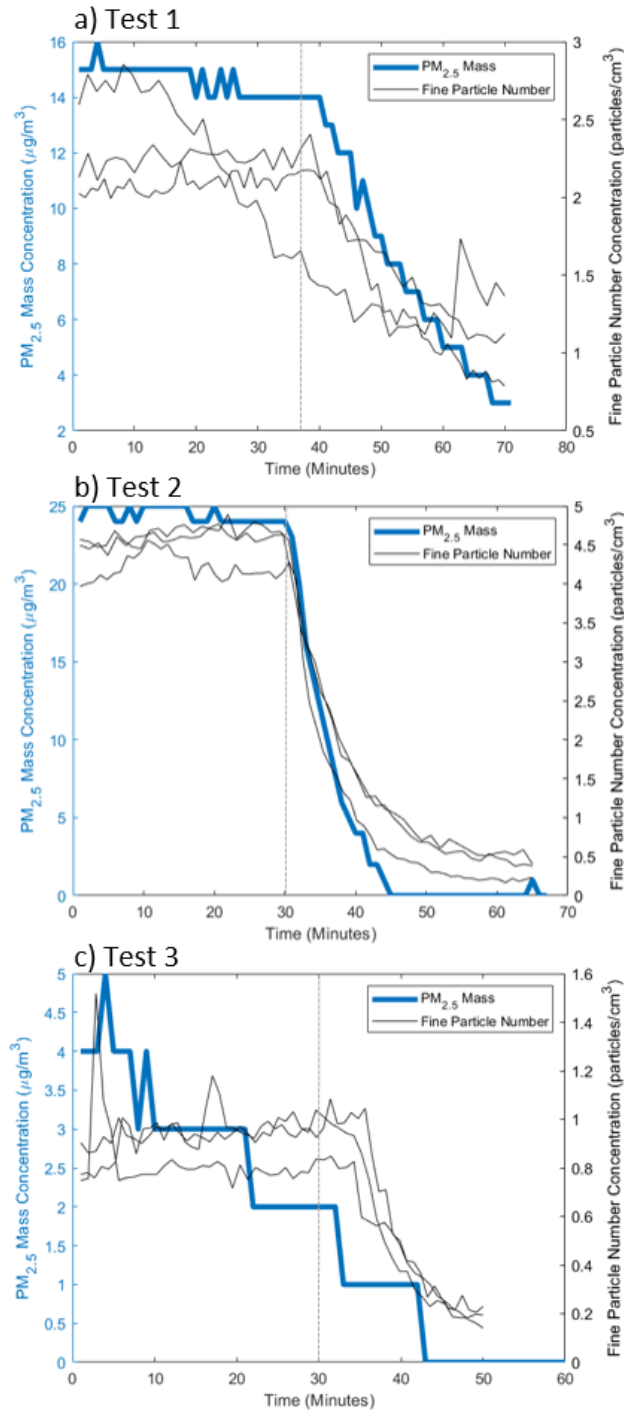 a) Test 1
PM2.5 Mass
Fine Particle Number
16
14
12
10
8
6
4
2
PM2.5 Mass Concentration (μg/m3)
3
2.5
2
1.5
1
0.5
Fine Particle Number Concentration (particles/cm3)
0 10 20 30 40 50 60 70 80
Time (Minutes)
b) Test 2
PM2.5 Mass
Fine Particle Number
25
20
15
10
5
0
PM2.5 Mass Concentration (μg/m3)
5
4.5
4
3.5
3
2.5
2
1.5
1
0.5
0
Fine Particle Number Concentration (particles/cm3)
0 10 20 30 40 50 60 70
Time (Minutes)
c) Test 3
PM2.5 Mass
Fine Particle Number
5
4.5
4
3.5
3
2.5
2
1.5
1
0.5
0
PM2.5 Mass Concentration (μg/m3)
1.6
1.4
1.2
1
0.8
0.6
0.4
0.2
0
Fine Particle Number Concentration (particles/cm3)
0 10 20 30 40 50 60
Time (Minutes)